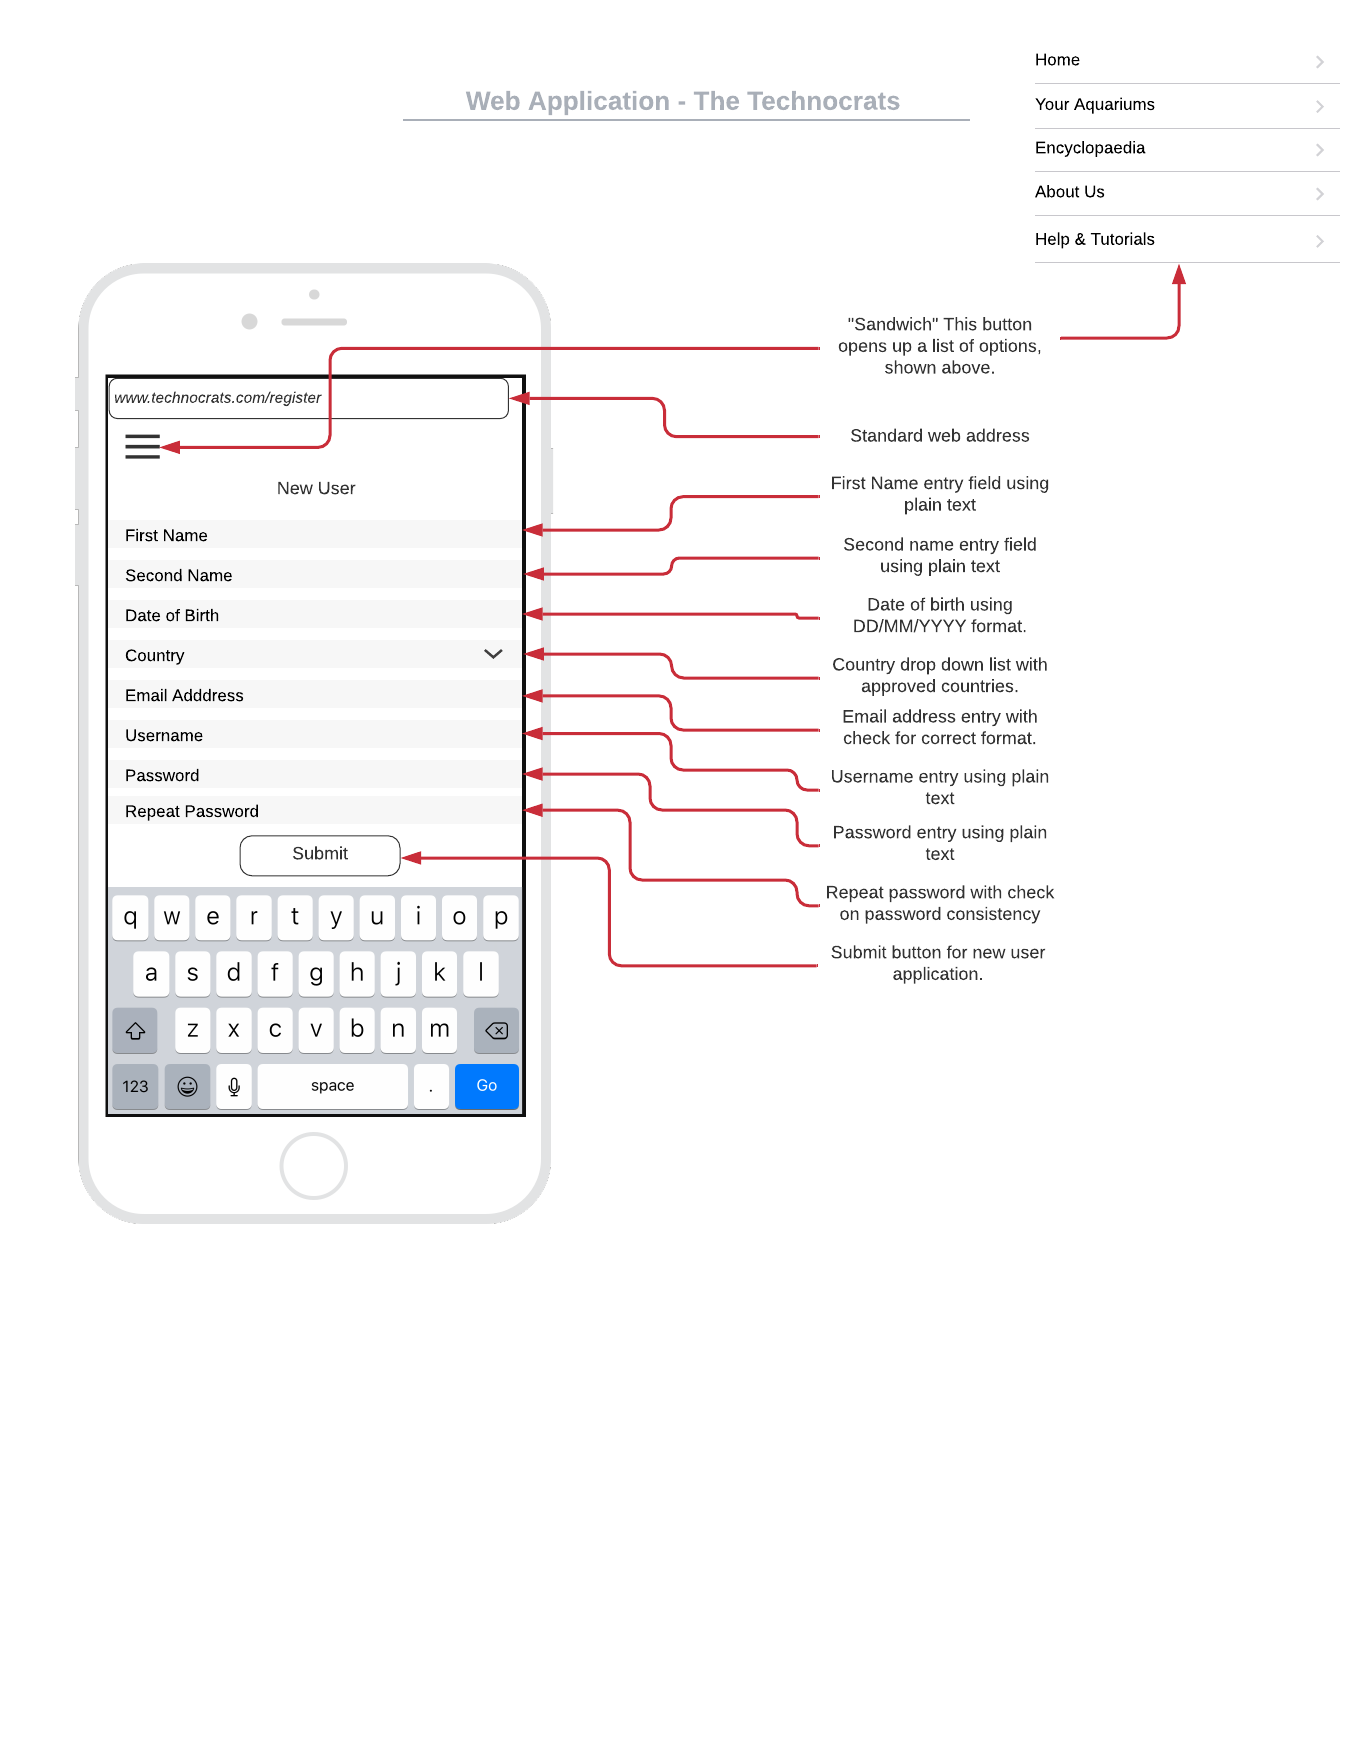 Home
Your Aquariums
Encyclopaedia
About Us
Help & Tutorials
Web Application - The Technocrats
www.technocrats.com/register
New User
First Name
Second Name
Date of Birth
Country
Email Adddress
Username
Password
Repeat Password
Submit
q w e r t y u i o p
a s d f g h j k l
z x c v b n m
123 space . Go
"Sandwich" This button
opens up a list of options,
shown above.
Standard web address
First Name entry field using
plain text
Second name entry field
using plain text
Date of birth using
DD/MM/YYYY format.
Country drop down list with
approved countries.
Email address entry with
check for correct format.
Username entry using plain
text
Password entry using plain
text
Repeat password with check
on password consistency
Submit button for new user
application.